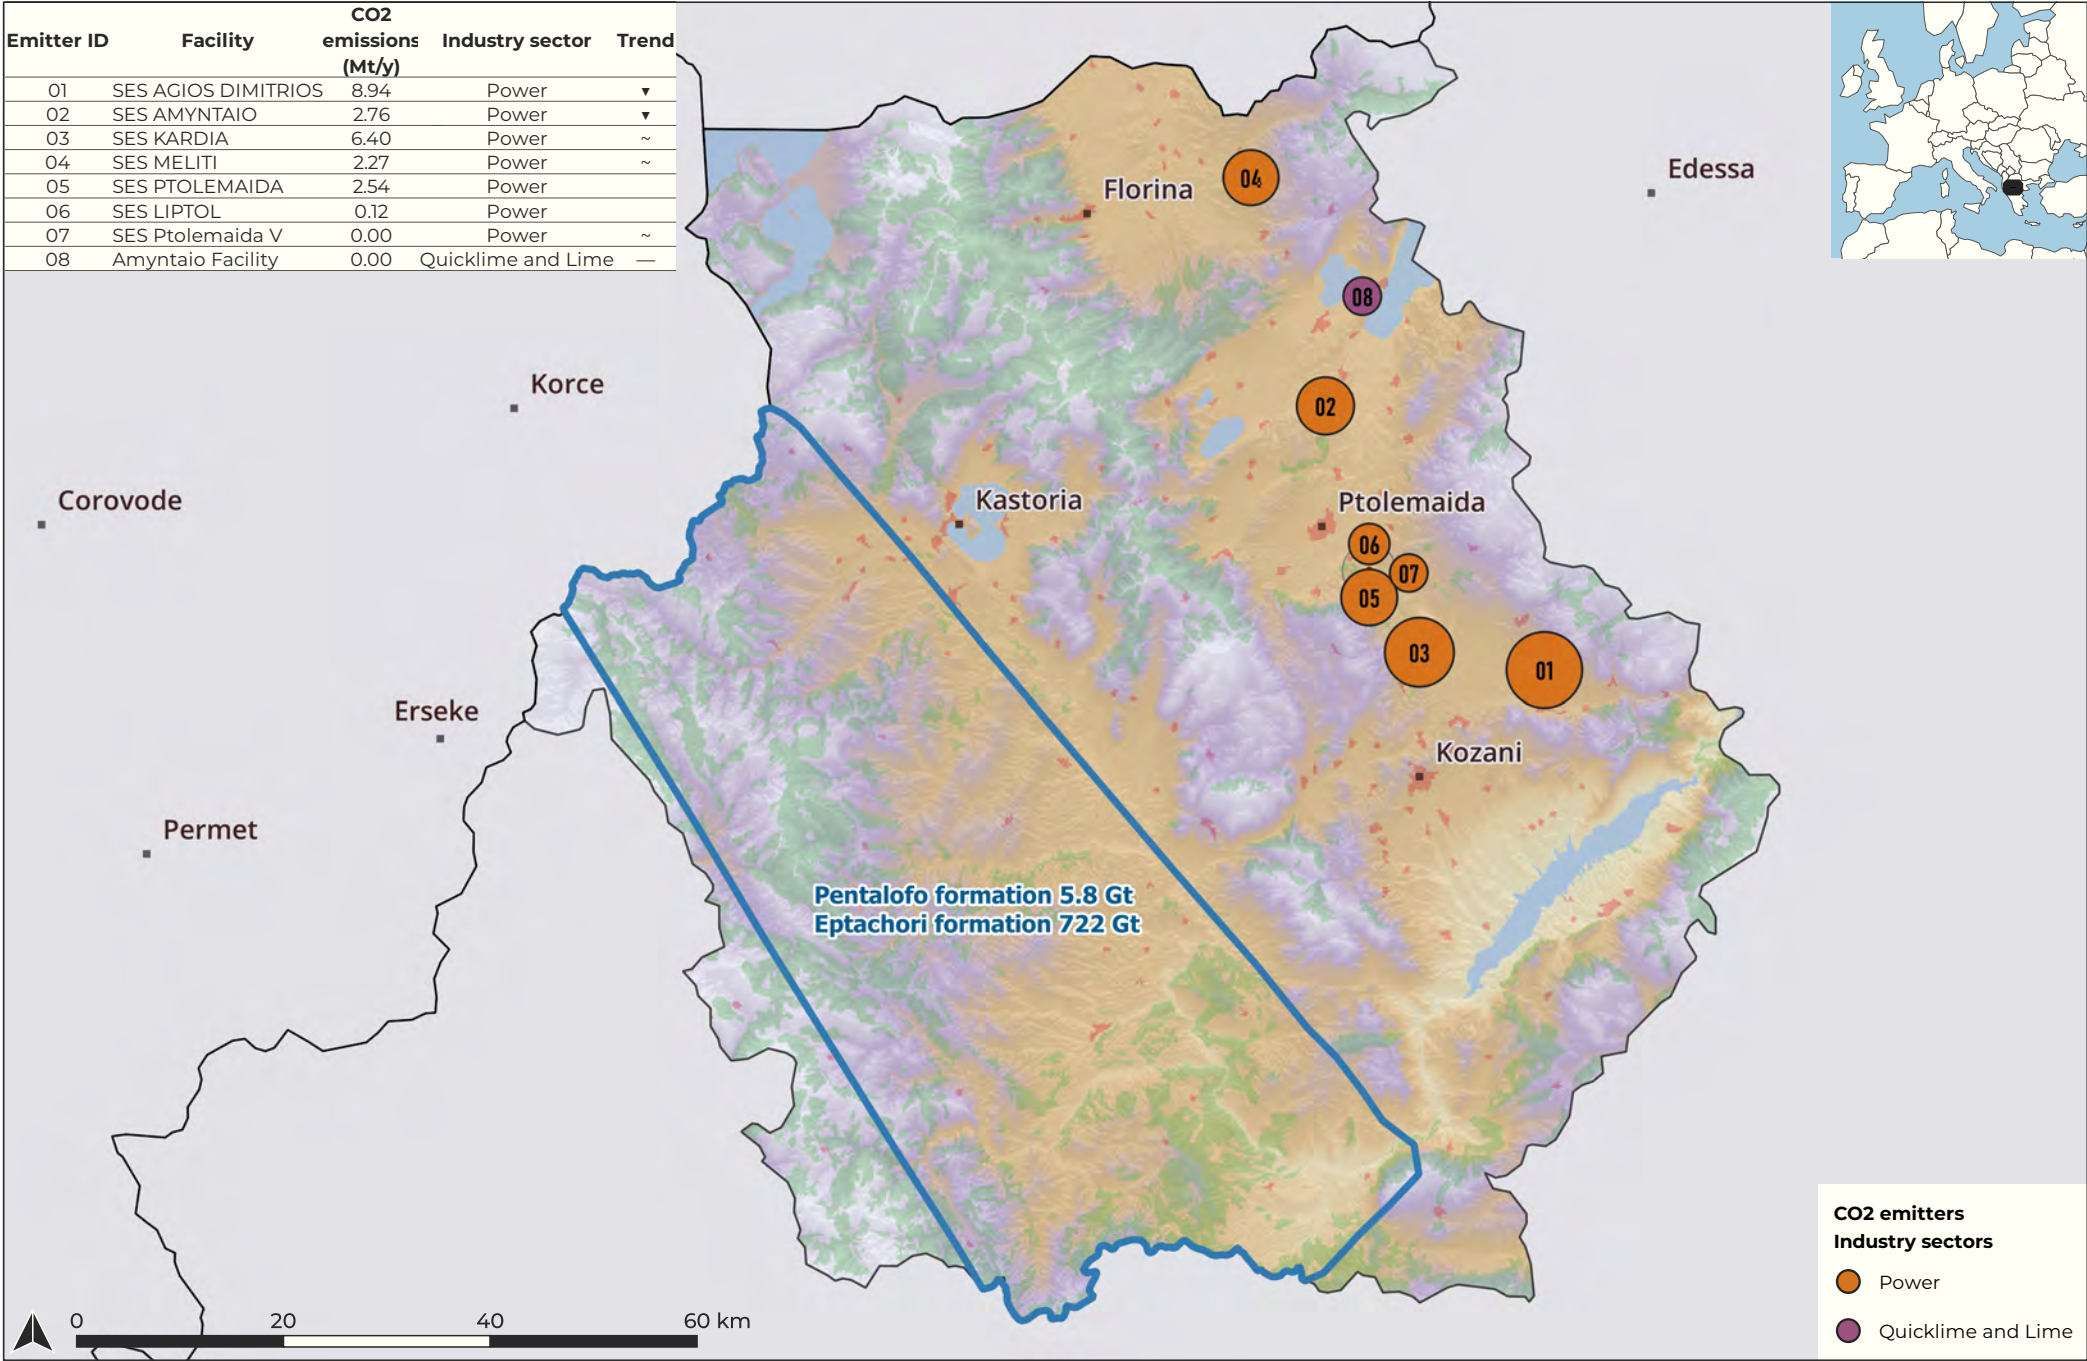 Emitter ID Facility CO2 emissions (Mt/y) Industry sector Trend
01 SES AGIOS DIMITRIOS 8.94 Power ▼
02 SES AMYNTAIO 2.76 Power ▼
03 SES KARDIA 6.40 Power ~
04 SES MELITI 2.27 Power ~
05 SES PTOLEMAIDA 2.54 Power
06 SES LIPTOL 0.12 Power
07 SES Ptolemaida V 0.00 Power ~
08 Amyntaio Facility 0.00 Quicklime and Lime —
Edessa
04
Florina
08
Korce
02
Corovode
Kastoria
Ptolemaida
06
07
05
03
01
Erseke
Kozani
Permet
Pentalofo formation 5.8 Gt
Eptachori formation 722 Gt
CO2 emitters
Industry sectors
Power
Quicklime and Lime
0 20 40 60 km